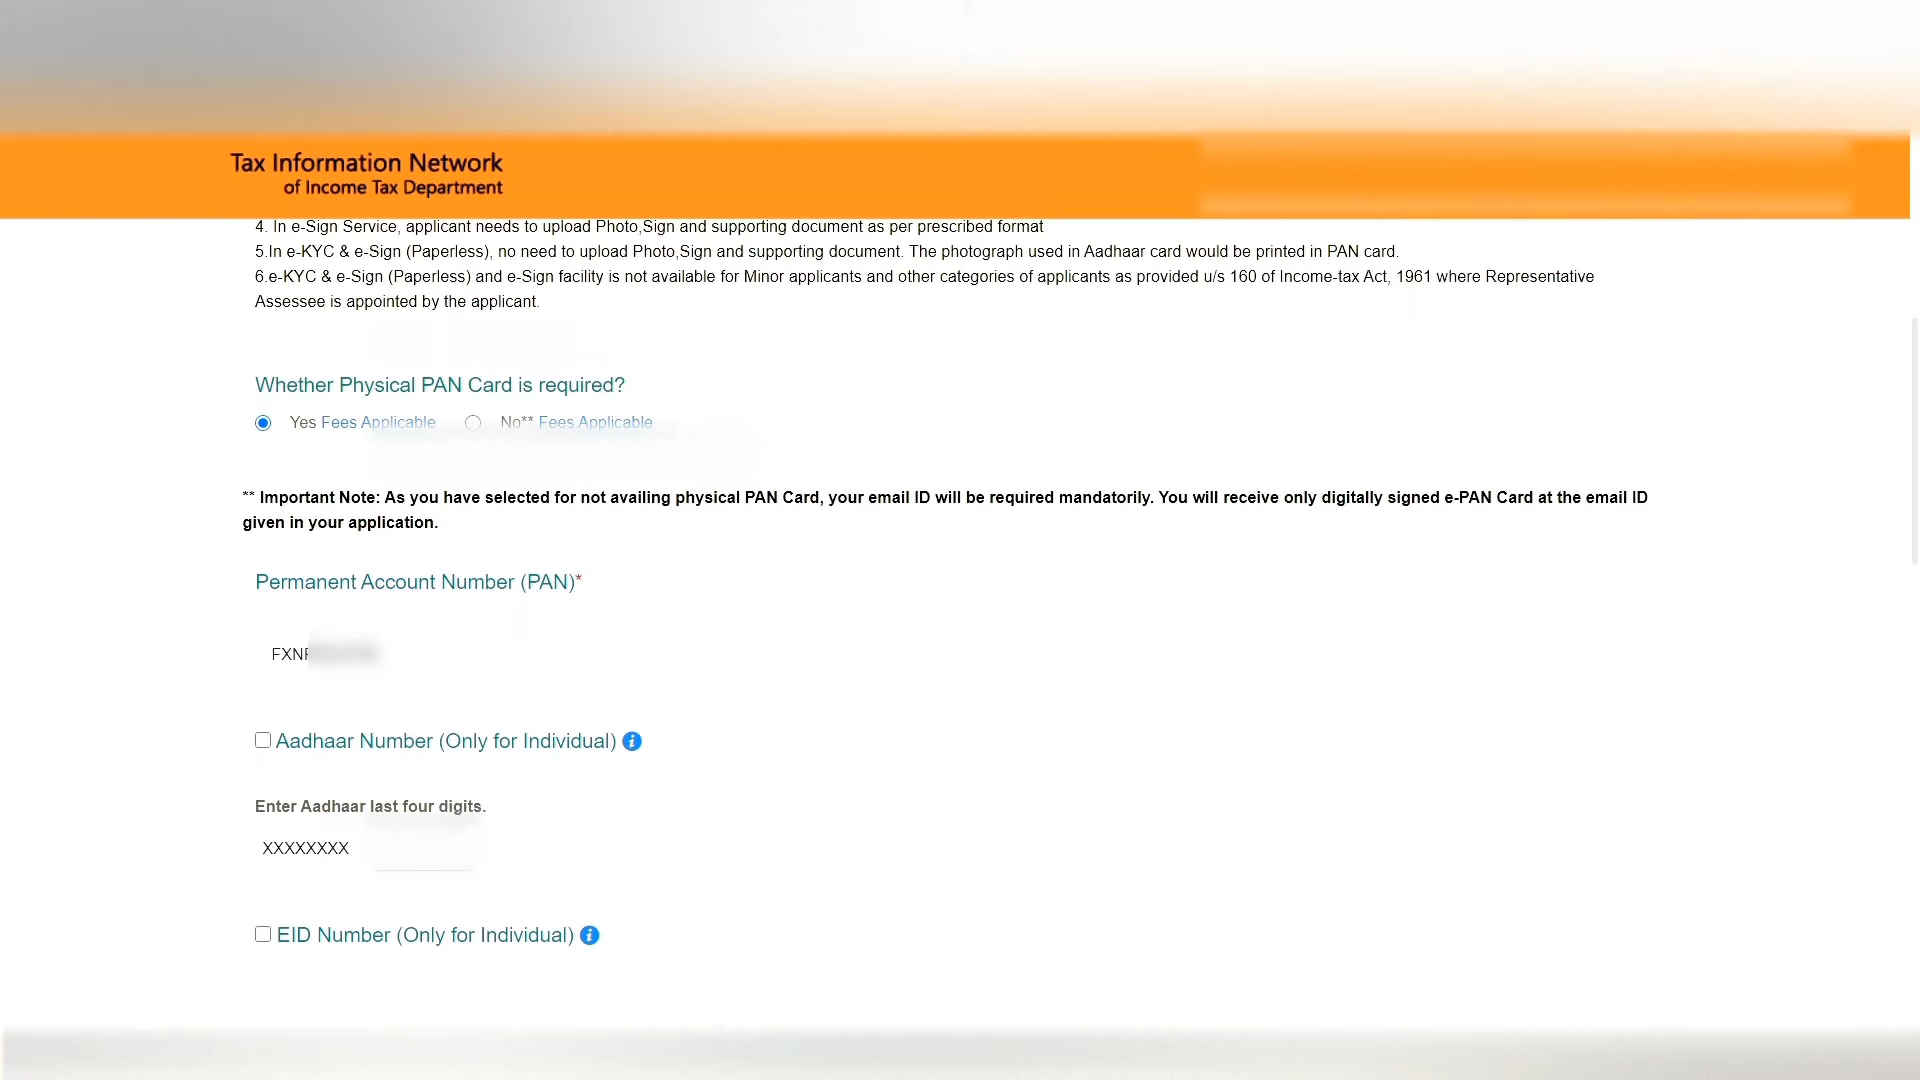 Tax Information Network
of Income Tax Department
4. In e-Sign Service, applicant needs to upload Photo,Sign and supporting document as per prescribed format
5.In e-KYC & e-Sign (Paperless), no need to upload Photo,Sign and supporting document. The photograph used in Aadhaar card would be printed in PAN card.
6.e-KYC & e-Sign (Paperless) and e-Sign facility is not available for Minor applicants and other categories of applicants as provided u/s 160 of Income-tax Act, 1961 where Representative
Assessee is appointed by the applicant.
Whether Physical PAN Card is required?
Yes Fees Applicable No** Fees Applicable
** Important Note: As you have selected for not availing physical PAN Card, your email ID will be required mandatorily. You will receive only digitally signed e-PAN Card at the email ID
given in your application.
Permanent Account Number (PAN)*
Aadhaar Number (Only for Individual)
Enter Aadhaar last four digits.
XXXXXXXX
EID Number (Only for Individual)